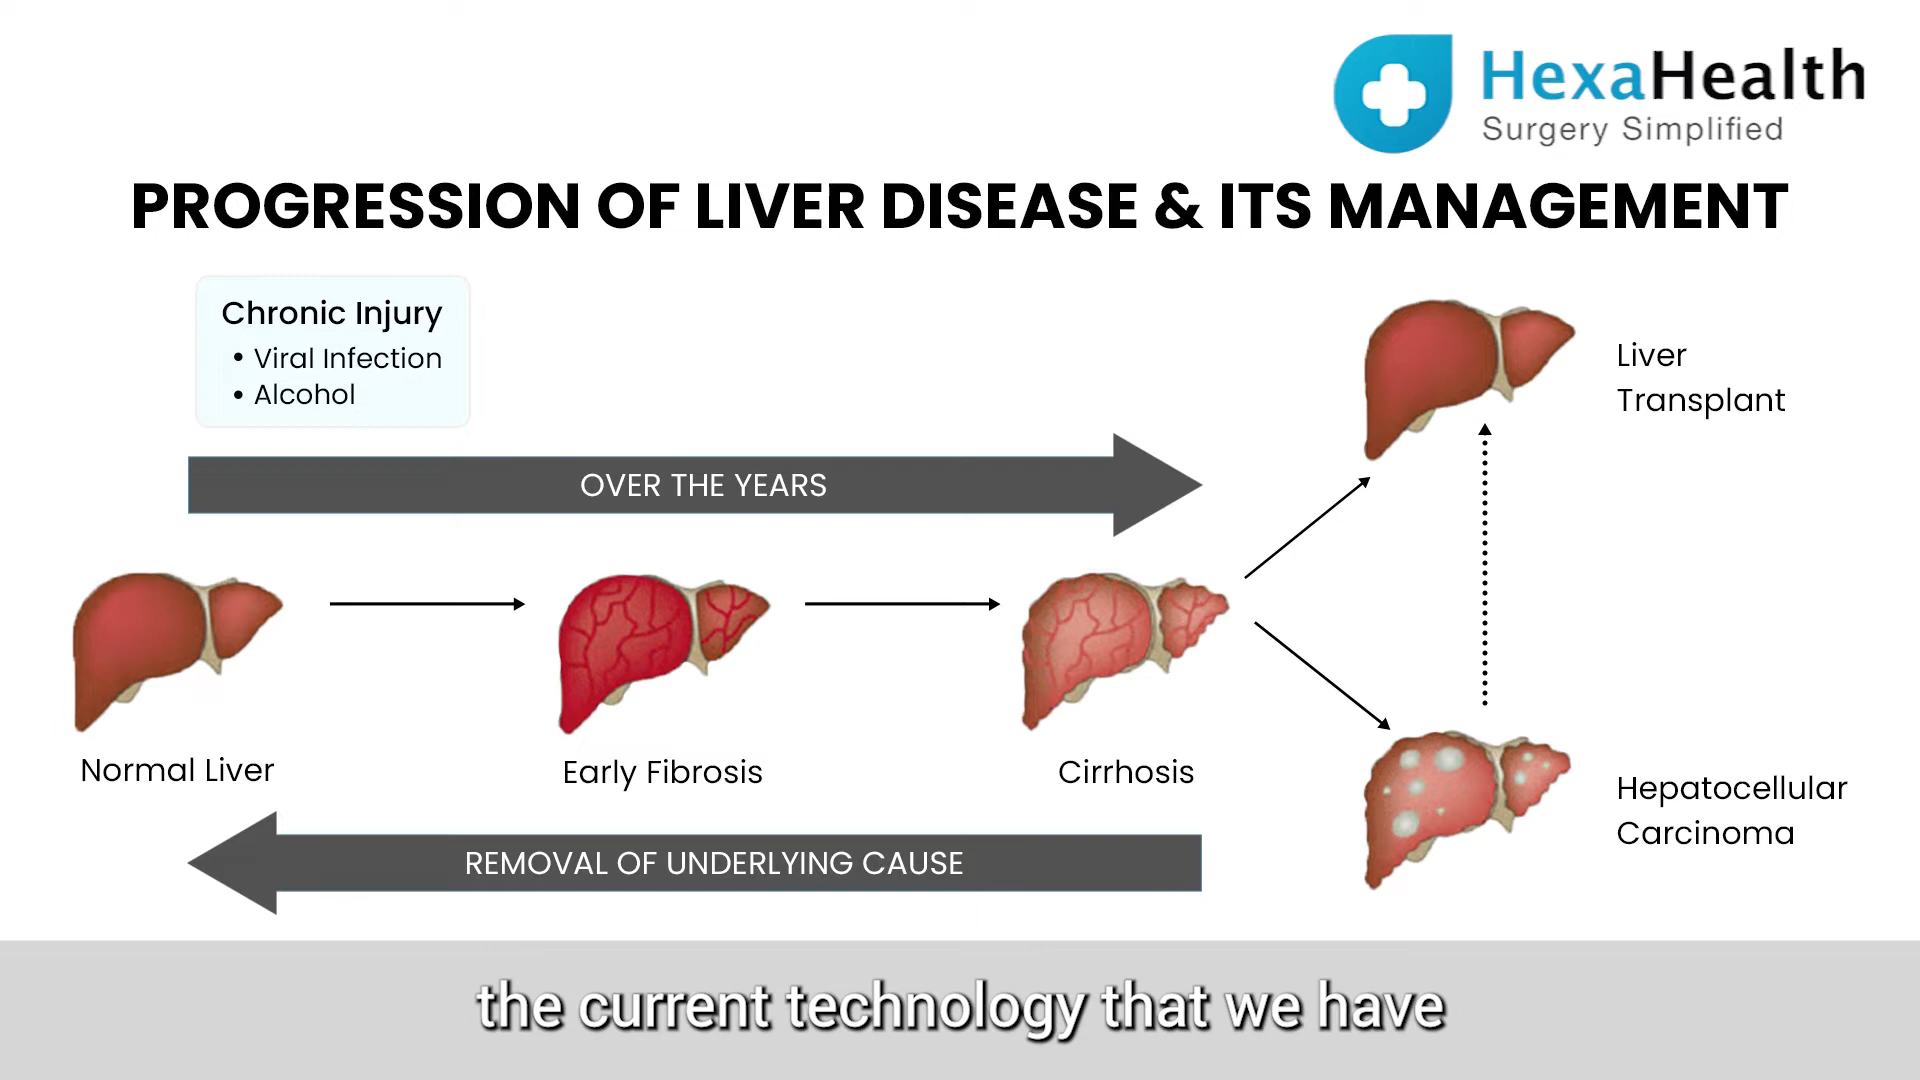 HexaHealth
Surgery Simplified
PROGRESSION OF LIVER DISEASE & ITS MANAGEMENT
Chronic Injury
• Viral Infection
• Alcohol
Liver
Transplant
OVER THE YEARS
Normal Liver
Early Fibrosis
Cirrhosis
Hepatocellular
Carcinoma
REMOVAL OF UNDERLYING CAUSE
the current technology that we have